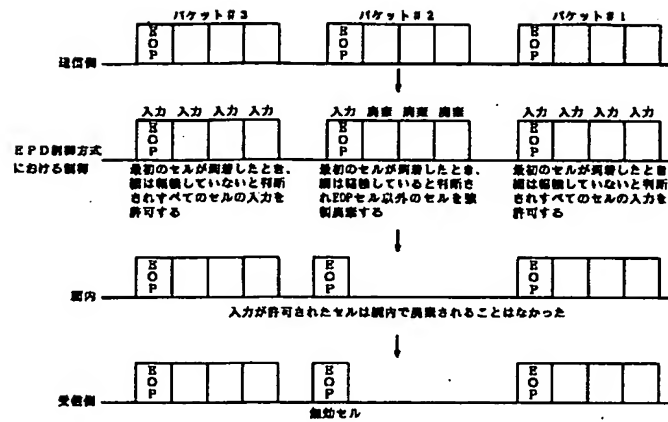 パケット#3 パケット#2 パケット#1
EOP EOP EOP
送信側
入力 入力 入力 入力 入力 廃棄 廃棄 廃棄 入力 入力 入力 入力
EOP EOP EOP
EPD制御方式
における制御
最初のセルが到着したとき、
網は輻輳していないと判断
されすべてのセルの入力を
許可する
最初のセルが到着したとき、
網は輻輳していると判断さ
れEOPセル以外のセルを強
制廃棄する
最初のセルが到着したとき
網は輻輳していないと判断
されすべてのセルの入力を
許可する
EOP EOP EOP
網内
入力が許可されたセルは網内で廃棄されることはなかった
EOP EOP EOP
受信側
無効セル